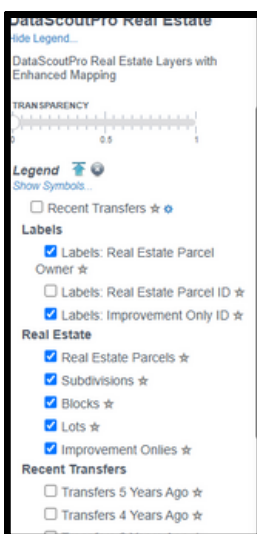 DataScoutPro Real Estate
Hide Legend...
DataScoutPro Real Estate Layers with
Enhanced Mapping
TRANSPARENCY
0 0.5 1
Legend
Show Symbols...
Recent Transfers
Labels
Labels: Real Estate Parcel
Owner
Labels: Real Estate Parcel ID
Labels: Improvement Only ID
Real Estate
Real Estate Parcels
Subdivisions
Blocks
Lots
Improvement Onlies
Recent Transfers
Transfers 5 Years Ago
Transfers 4 Years Ago